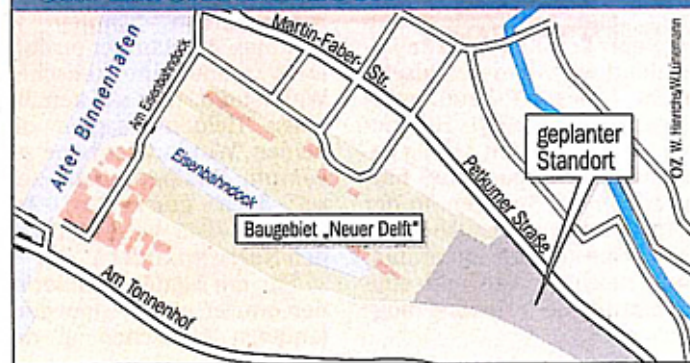 Martin-Faber-
Str.
Alter Binnenhafen
Am Eisenbahndock
Eisenbahndock
geplanter
Standort
Petkumer Straße
Baugebiet „Neuer Delft“
Am Tonnenhof
OZ, W. Hinrichs/W.Lünemann